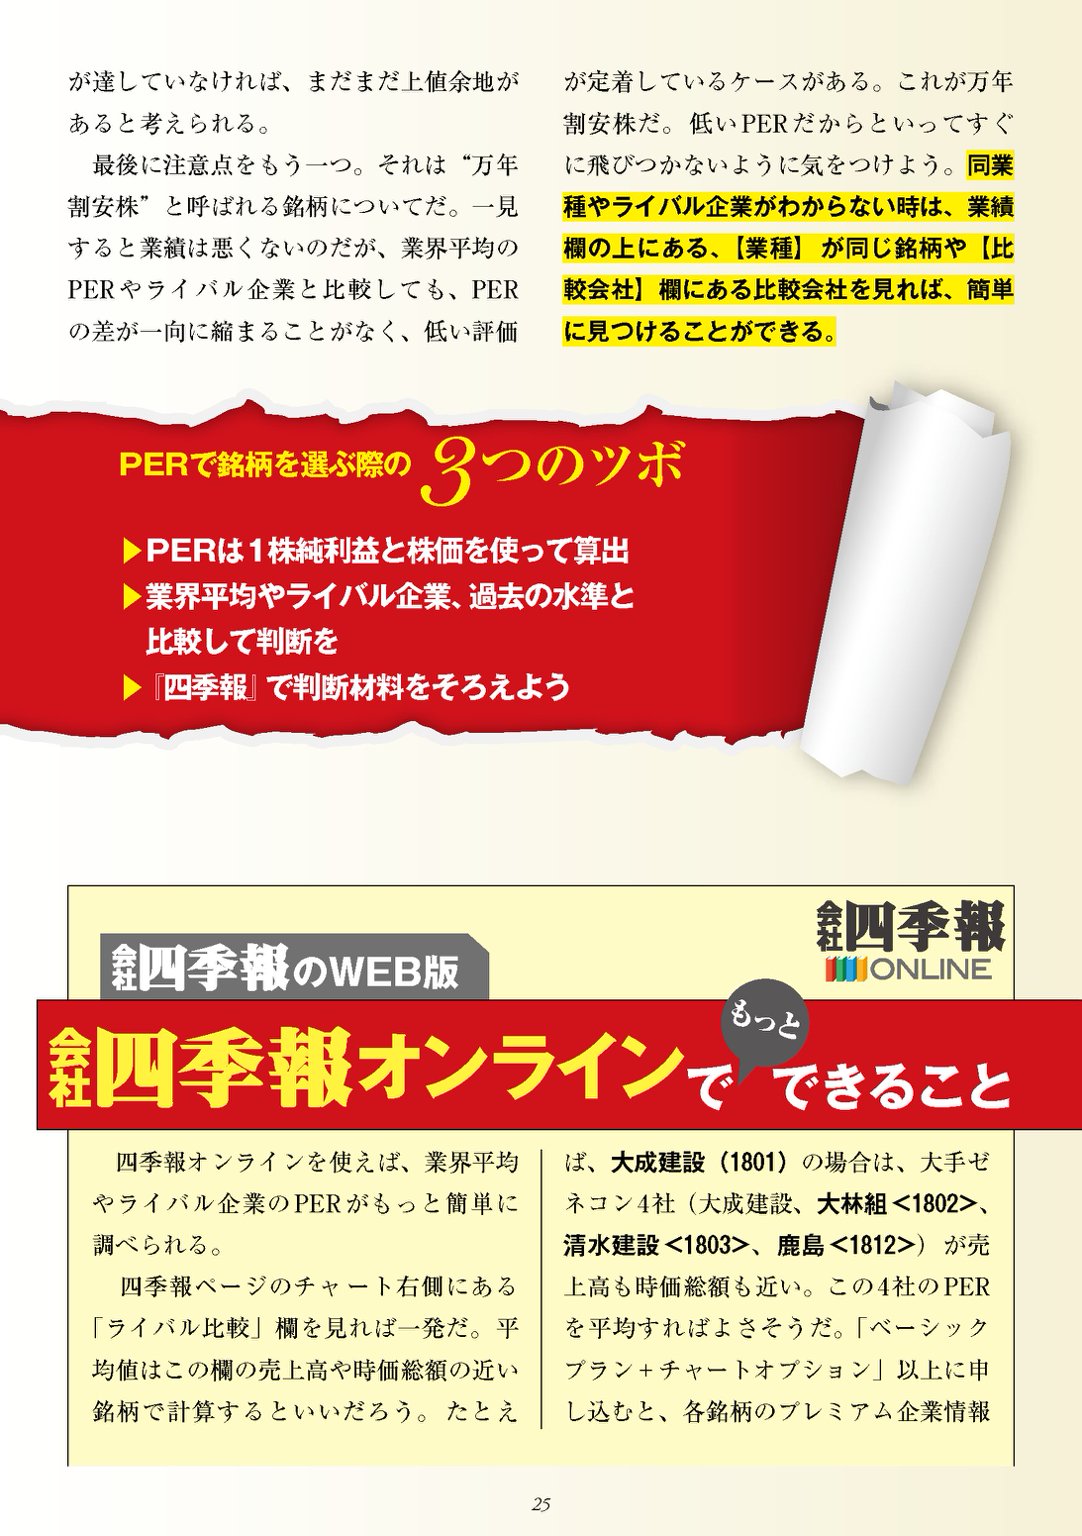 が達していなければ、まだまだ上値余地が
あると考えられる。
最後に注意点をもう一つ。それは“万年
割安株”と呼ばれる銘柄についてだ。一見
すると業績は悪くないのだが、業界平均の
PERやライバル企業と比較しても、PER
の差が一向に縮まることがなく、低い評価
が定着しているケースがある。これが万年
割安株だ。低いPERだからといってすぐ
に飛びつかないように気をつけよう。同業
種やライバル企業がわからない時は、業績
欄の上にある、【業種】が同じ銘柄や【比
較会社】欄にある比較会社を見れば、簡単
に見つけることができる。
PERで銘柄を選ぶ際の3つのツボ
▶PERは1株純利益と株価を使って算出
▶業界平均やライバル企業、過去の水準と
比較して判断を
▶『四季報』で判断材料をそろえよう
会社四季報
ONLINE
会社四季報のWEB版
会社四季報オンラインでもっとできること
四季報オンラインを使えば、業界平均
やライバル企業のPERがもっと簡単に
調べられる。
四季報ページのチャート右側にある
「ライバル比較」欄を見れば一発だ。平
均値はこの欄の売上高や時価総額の近い
銘柄で計算するといいだろう。たとえ
ば、大成建設（1801）の場合は、大手ゼ
ネコン4社（大成建設、大林組<1802>、
清水建設<1803>、鹿島<1812>）が売
上高も時価総額も近い。この4社のPER
を平均すればよさそうだ。「ベーシック
プラン＋チャートオプション」以上に申
し込むと、各銘柄のプレミアム企業情報
25